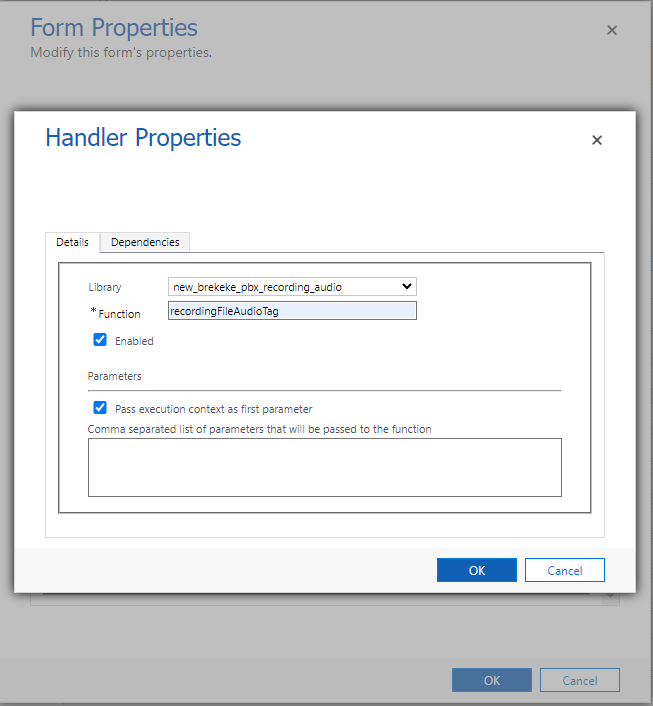 Form Properties
Modify this form's properties.
Handler Properties
Details
Dependencies
Library
new_brekeke_pbx_recording_audio
*Function
recordingFileAudioTag
Enabled
Parameters
Pass execution context as first parameter
Comma separated list of parameters that will be passed to the function
OK
Cancel
OK
Cancel